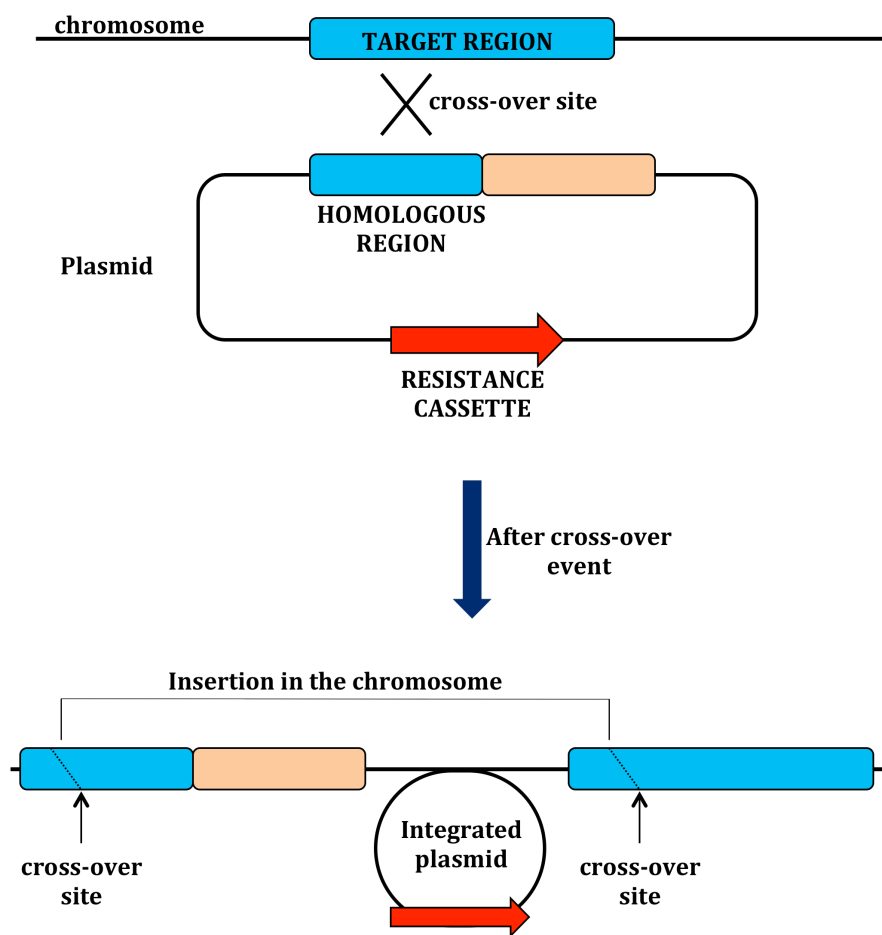 chromosome
TARGET REGION
cross-over site
HOMOLOGOUS
REGION
Plasmid
RESISTANCE
CASSETTE
After cross-over
event
Insertion in the chromosome
Integrated
plasmid
cross-over
site
cross-over
site